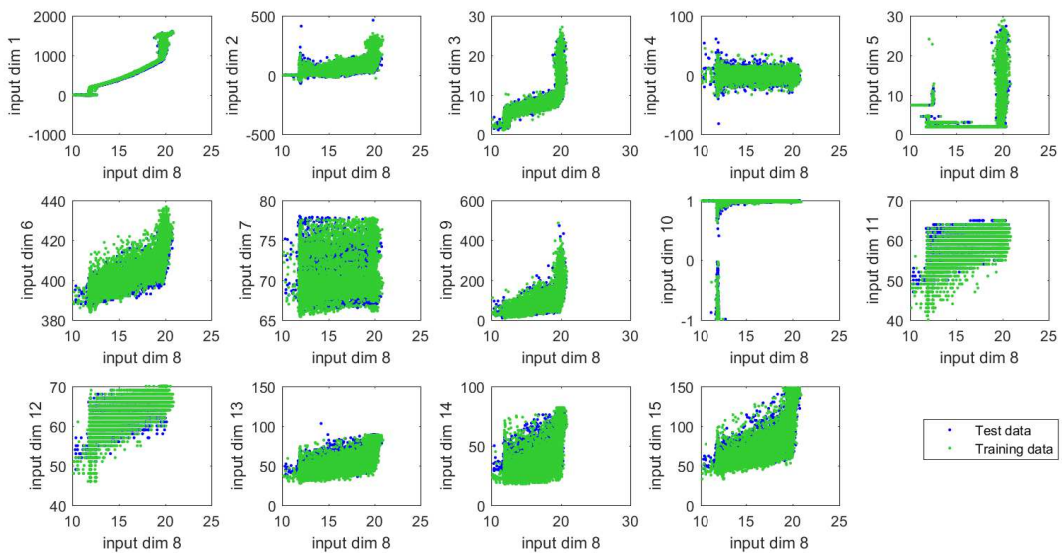 2000
1000
0
-1000
10 15 20 25
input dim 8
input dim 1
500
0
-500
10 15 20 25
input dim 8
input dim 2
30
20
10
0
10 20 30
input dim 8
input dim 3
100
0
-100
10 15 20 25
input dim 8
input dim 4
30
20
10
0
10 15 20 25
input dim 8
input dim 5
440
420
400
380
10 15 20 25
input dim 8
input dim 6
80
75
70
65
10 15 20 25
input dim 8
input dim 7
600
400
200
0
10 20 30
input dim 8
input dim 9
1
0
-1
10 15 20 25
input dim 8
input dim 10
70
60
50
40
10 15 20 25
input dim 8
input dim 11
70
60
50
40
10 15 20 25
input dim 8
input dim 12
150
100
50
0
10 15 20 25
input dim 8
input dim 13
100
50
0
10 20 30
input dim 8
input dim 14
150
100
50
0
10 15 20 25
input dim 8
input dim 15
Test data
Training data